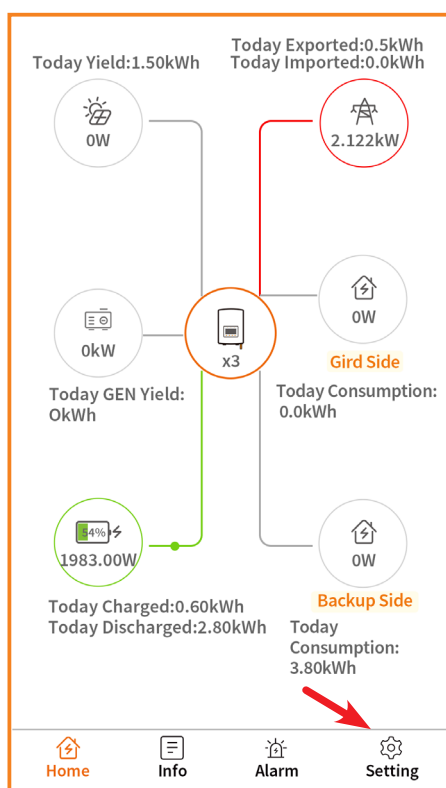 Today Exported:0.5kWh
Today Yield:1.50kWh
Today Imported:0.0kWh
0W
2.122kW
0W
0kW
x3
Gird Side
Today GEN Yield:
OkWh
Today Consumption:
0.0kWh
54%
1983.00W
0W
Backup Side
Today Charged:0.60kWh
Today Discharged:2.80kWh
Today
Consumption:
3.80kWh
Home
Info
Alarm
Setting